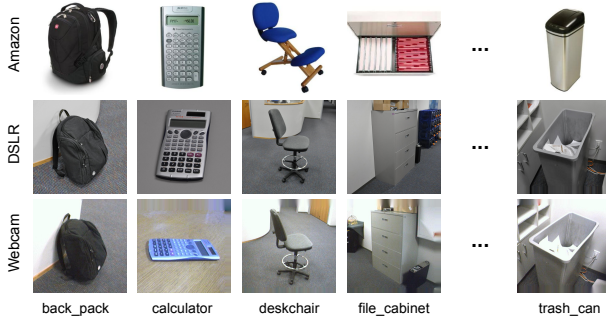 Amazon
...
DSLR
...
Webcam
...
back_pack
calculator
deskchair
file_cabinet
trash_can